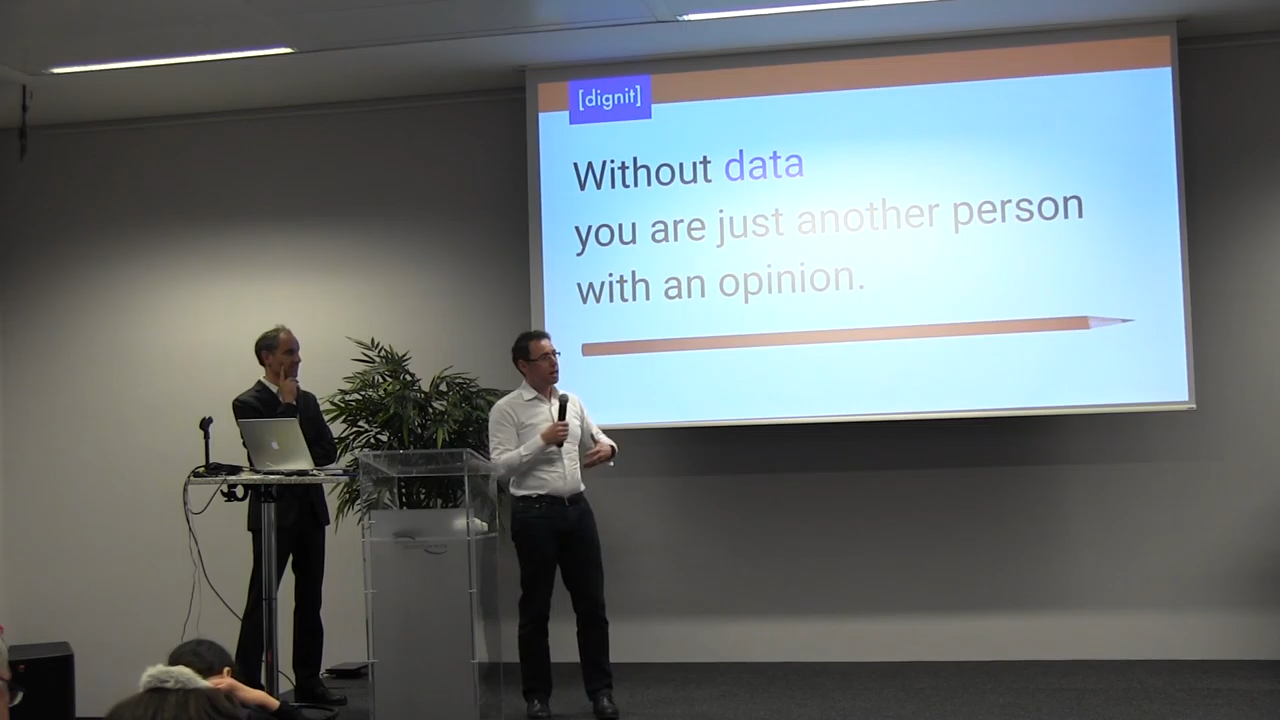 [dignit]
Without data
you are just another person
with an opinion.